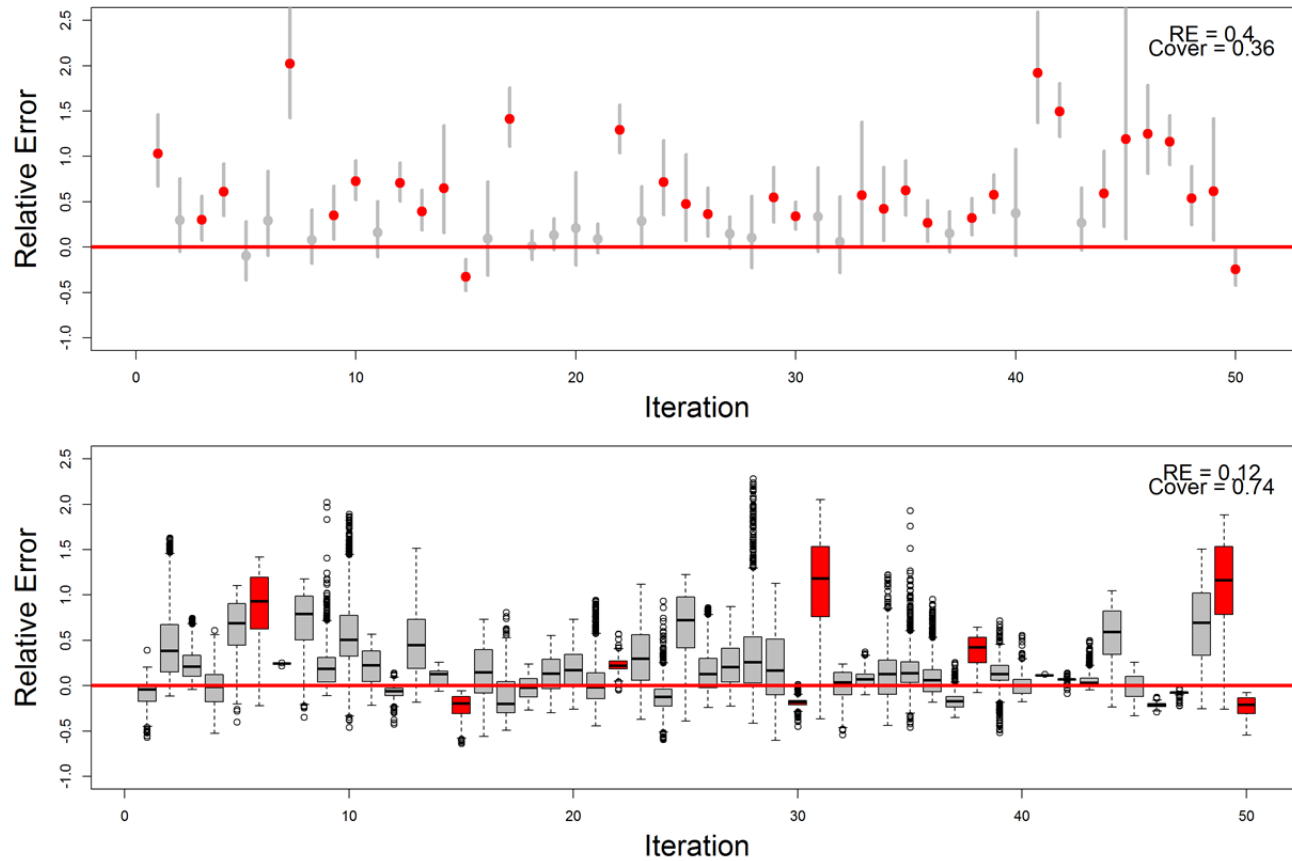 2.5
2.0
1.5
1.0
0.5
0.0
-0.5
-1.0
Relative Error
RE = 0.4
Cover = 0.36
0 10 20 30 40 50
Iteration
2.5
2.0
1.5
1.0
0.5
0.0
-0.5
-1.0
Relative Error
RE = 0.12
Cover = 0.74
0 10 20 30 40 50
Iteration